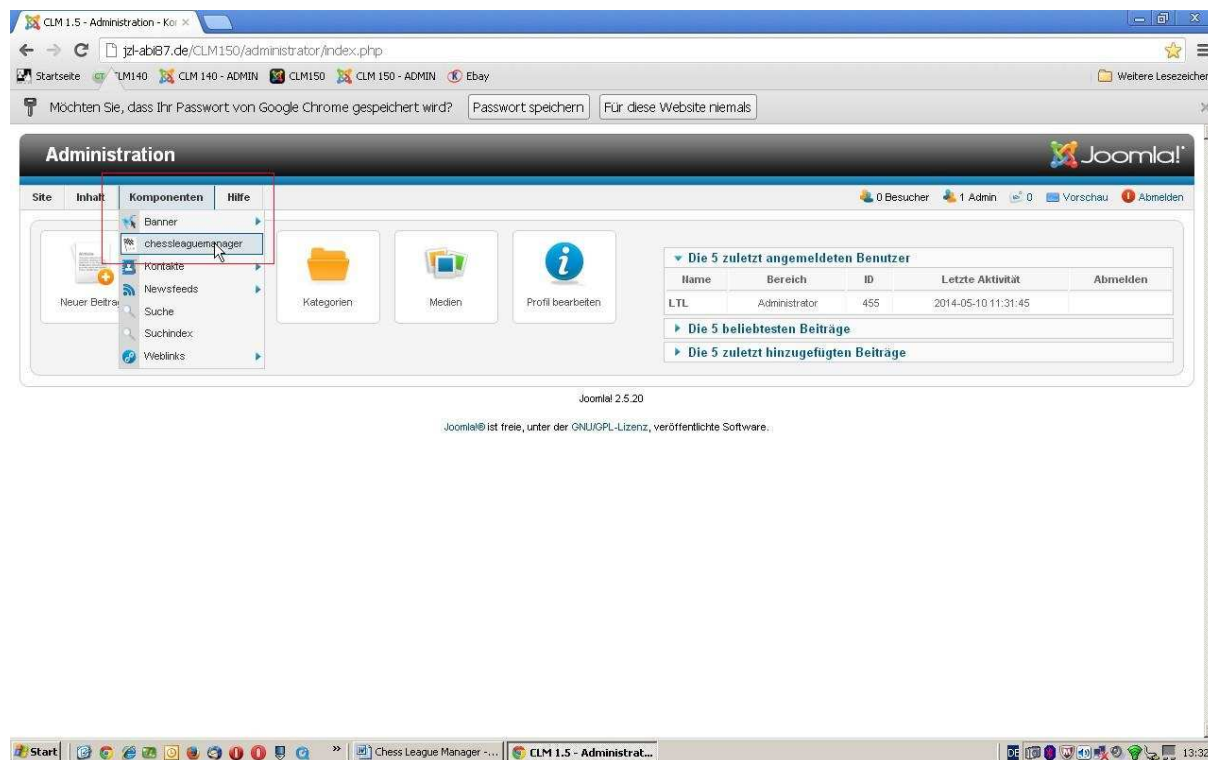 CLM 1.5 - Administration - Kor
jzl-abi87.de/CLM150/administrator/index.php
Startseite CLM140 CLM 140 - ADMIN CLM150 CLM 150 - ADMIN Ebay Weitere Lesezeichen
Möchten Sie, dass Ihr Passwort von Google Chrome gespeichert wird? Passwort speichern Für diese Website niemals
Administration Joomla!
Site Inhalt Komponenten Hilfe 0 Besucher 1 Admin 0 Vorschau Abmelden
Banner
chessleaguemanager
Kontakte
Newsfeeds
Suche
Suchindex
Weblinks
Neuer Beitrag Kategorien Medien Profil bearbeiten
Die 5 zuletzt angemeldeten Benutzer
Name Bereich ID Letzte Aktivität Abmelden
LTL Administrator 455 2014-05-10 11:31:45
Die 5 beliebtesten Beiträge
Die 5 zuletzt hinzugefügten Beiträge
Joomla! 2.5.20
Joomla!® ist freie, unter der GNU/GPL-Lizenz, veröffentlichte Software.
Start Chess League Manager -... CLM 1.5 - Administrat... DE 13:32